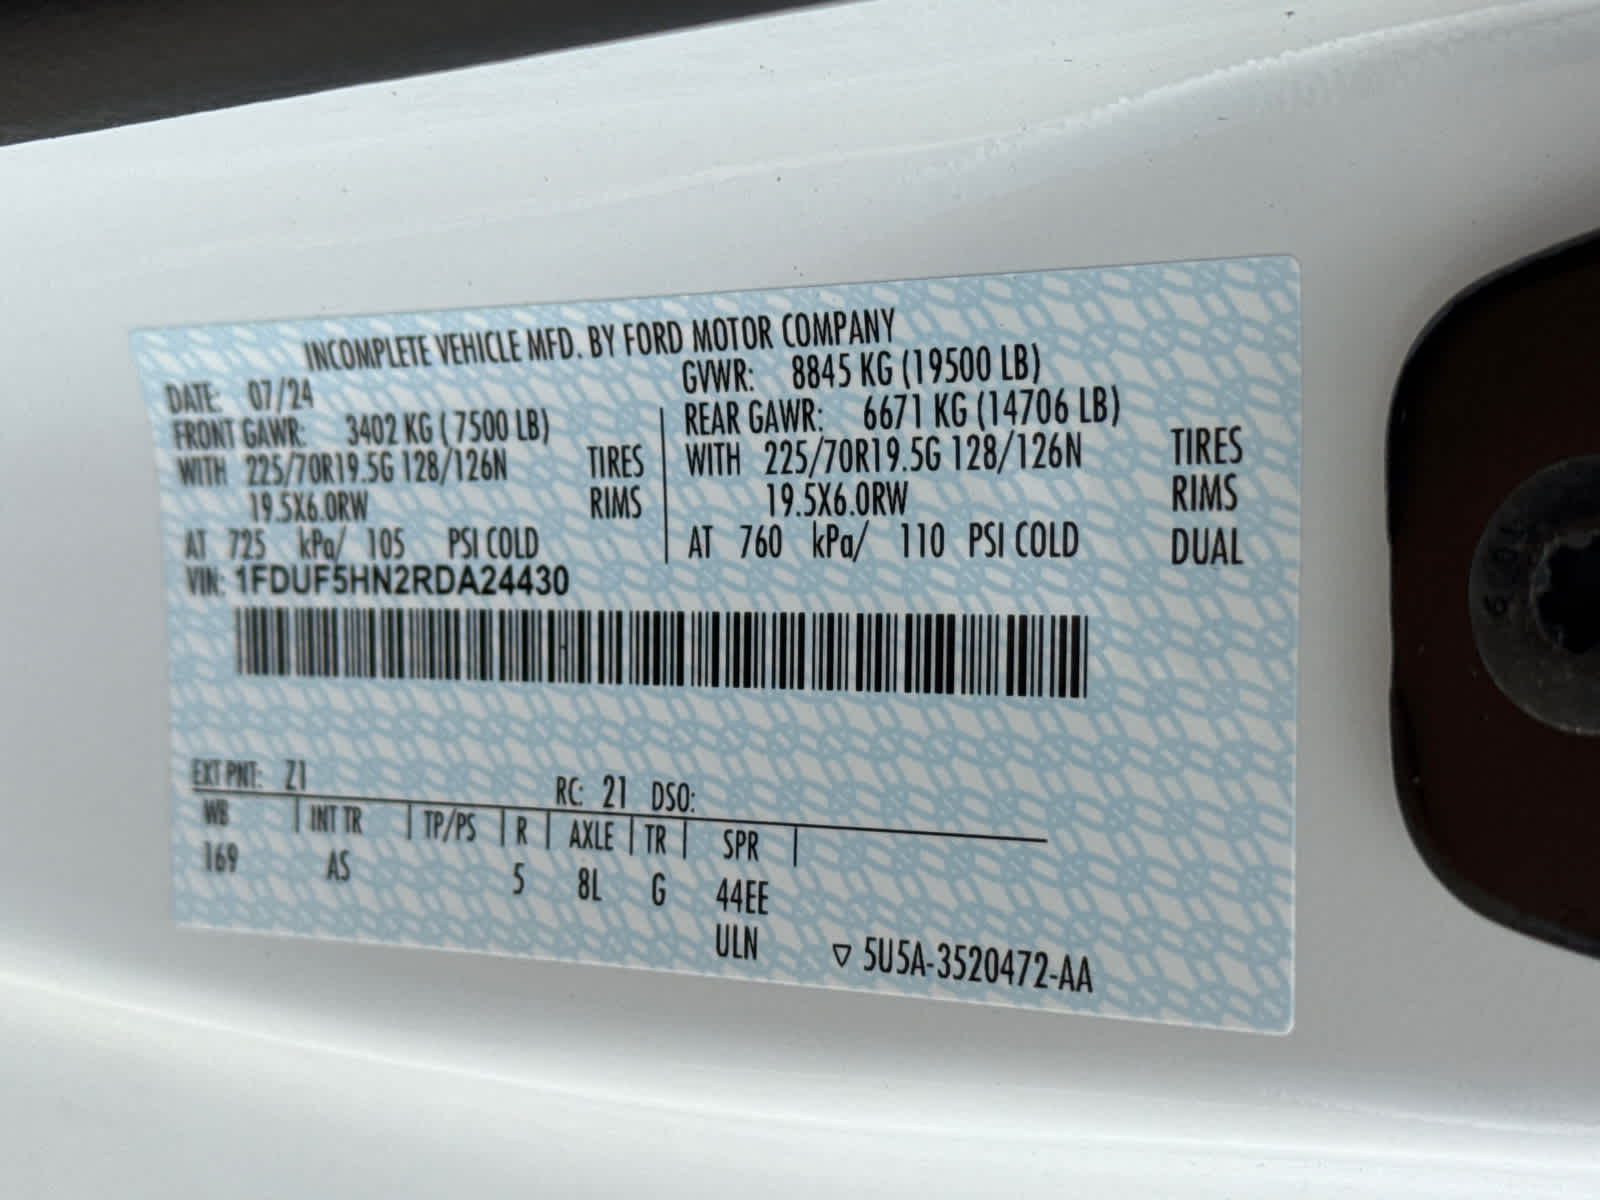 INCOMPLETE VEHICLE MFD. BY FORD MOTOR COMPANY
DATE: 07/24
GVWR: 8845 KG (19500 LB)
FRONT GAWR: 3402 KG ( 7500 LB)
WITH 225/70R19.5G 128/126N TIRES
19.5X6.0RW RIMS
AT 725 kPa/ 105 PSI COLD
REAR GAWR: 6671 KG (14706 LB)
WITH 225/70R19.5G 128/126N TIRES
19.5X6.0RW RIMS
AT 760 kPa/ 110 PSI COLD DUAL
VIN: 1FDUF5HN2RDA24430
EXT PNT: Z1 RC: 21 DSO:
WB | INT TR | TP/PS | R | AXLE | TR | SPR |
169 AS 5 8L G 44EE
ULN ▽ 5U5A-3520472-AA